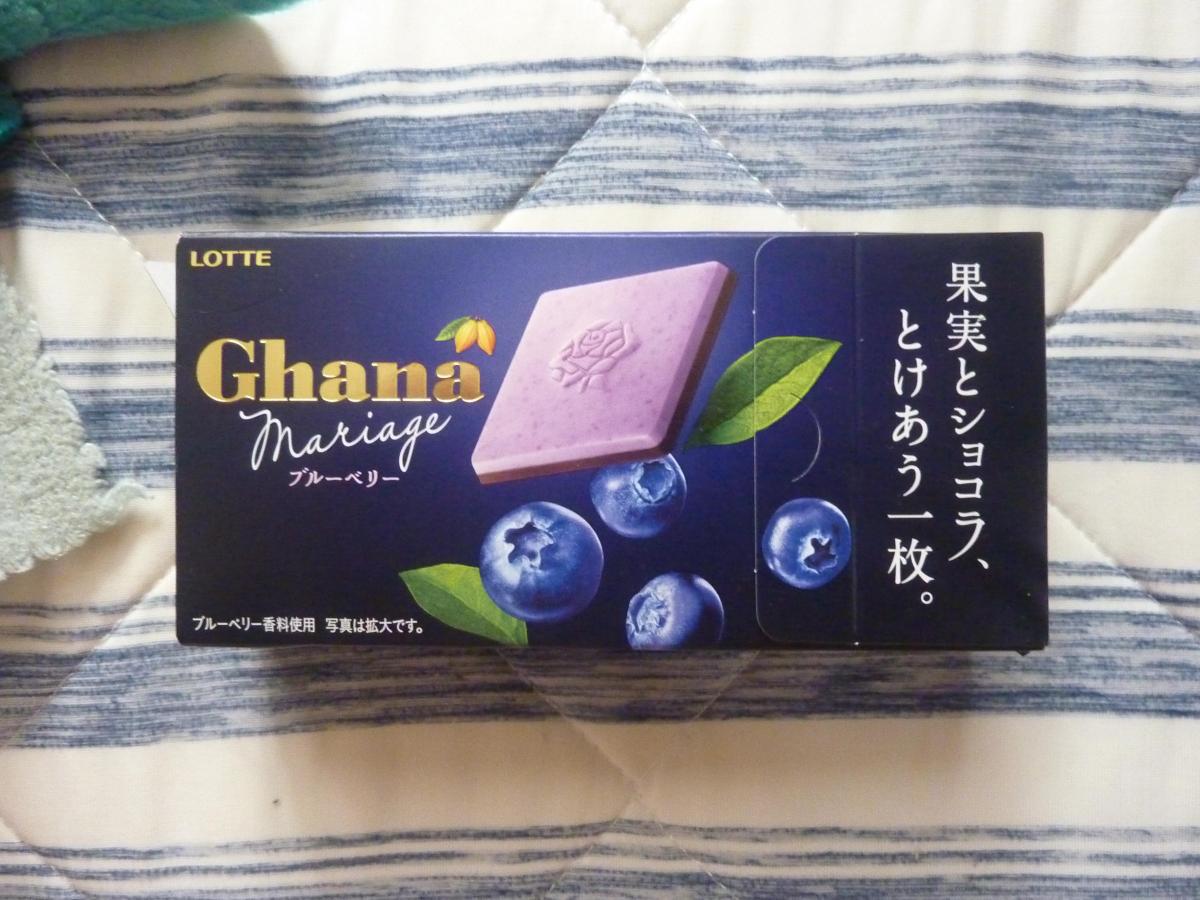 LOTTE
Ghana
Mariage
ブルーベリー
ブルーベリー香料使用 写真は拡大です。
果実とショコラ、
とけあう一枚。